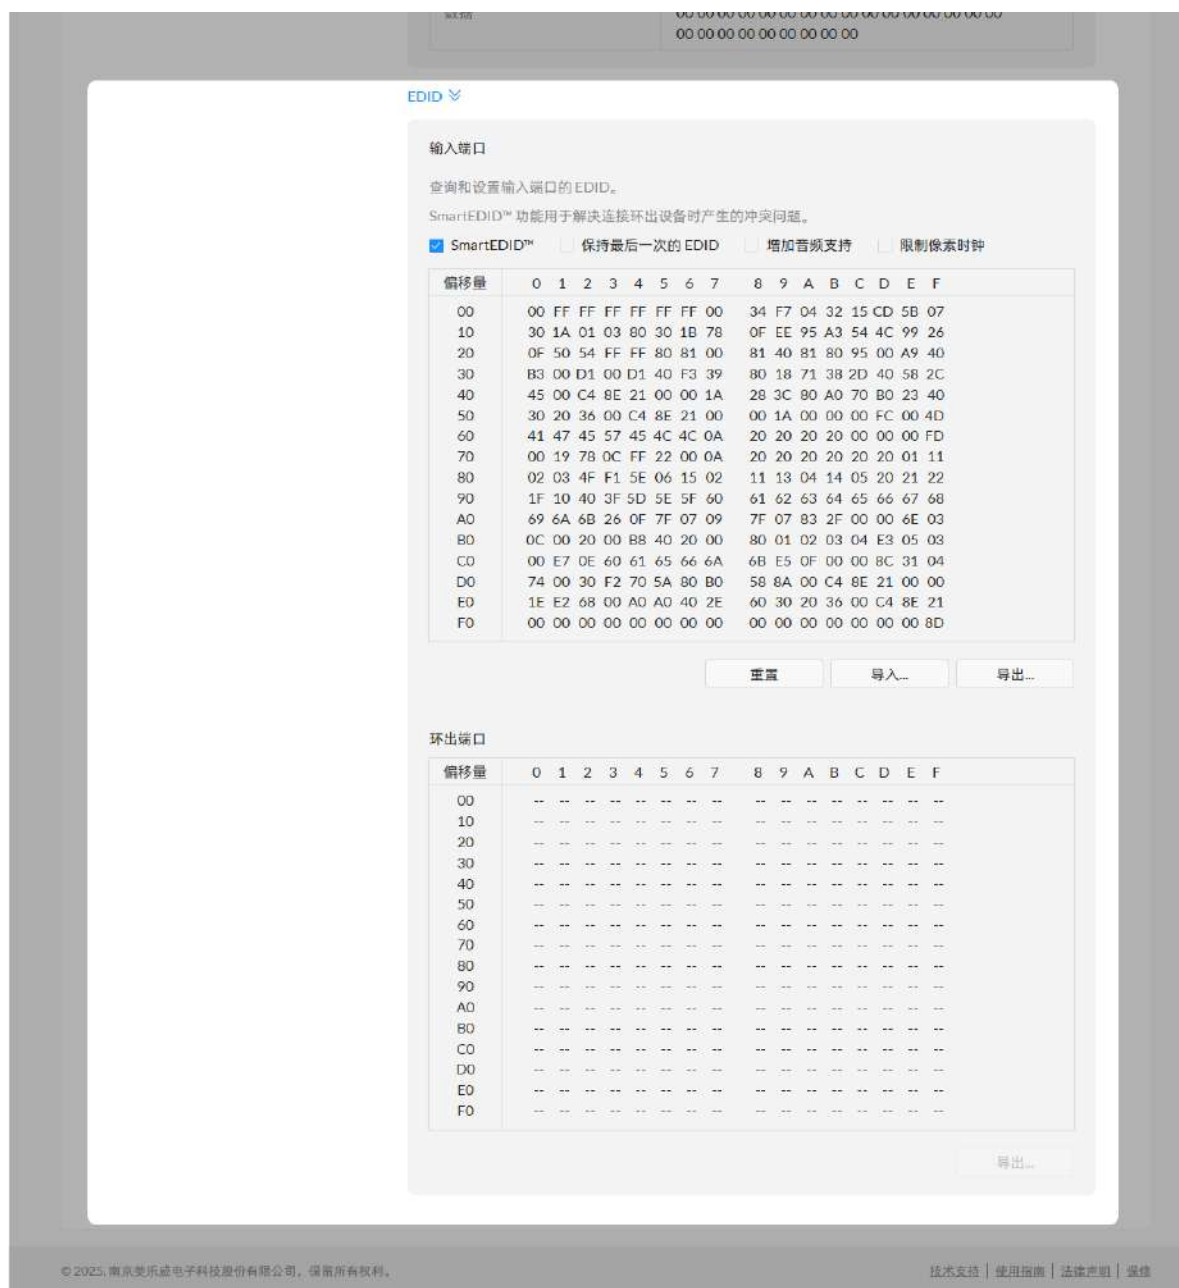 数据
00 00 00 00 00 00 00 00 00 00 00 00 00 00 00 00
00 00 00 00 00 00 00 00 00
EDID
输入端口
查询和设置输入端口的 EDID。
SmartEDID™ 功能用于解决连接环出设备时产生的冲突问题。
SmartEDID™ 保持最后一次的 EDID 增加音频支持 限制像素时钟
偏移量 0 1 2 3 4 5 6 7 8 9 A B C D E F
00 00 FF FF FF FF FF FF 00 34 F7 04 32 15 CD 5B 07
10 30 1A 01 03 80 30 1B 78 0F EE 95 A3 54 4C 99 26
20 0F 50 54 FF FF 80 81 00 81 40 81 80 95 00 A9 40
30 B3 00 D1 00 D1 40 F3 39 80 18 71 38 2D 40 58 2C
40 45 00 C4 8E 21 00 00 1A 28 3C 80 A0 70 B0 23 40
50 30 20 36 00 C4 8E 21 00 00 1A 00 00 00 FC 00 4D
60 41 47 45 57 45 4C 4C 0A 20 20 20 20 00 00 00 FD
70 00 19 78 0C FF 22 00 0A 20 20 20 20 20 20 01 11
80 02 03 4F F1 5E 06 15 02 11 13 04 14 05 20 21 22
90 1F 10 40 3F 5D 5E 5F 60 61 62 63 64 65 66 67 68
A0 69 6A 6B 26 0F 7F 07 09 7F 07 83 2F 00 00 6E 03
B0 0C 00 20 00 B8 40 20 00 80 01 02 03 04 E3 05 03
C0 00 E7 0E 60 61 65 66 6A 6B E5 0F 00 00 8C 31 04
D0 74 00 30 F2 70 5A 80 B0 58 8A 00 C4 8E 21 00 00
E0 1E E2 68 00 A0 A0 40 2E 60 30 20 36 00 C4 8E 21
F0 00 00 00 00 00 00 00 00 00 00 00 00 00 00 00 8D
重置 导入... 导出...
环出端口
偏移量 0 1 2 3 4 5 6 7 8 9 A B C D E F
00 -- -- -- -- -- -- -- -- -- -- -- -- -- -- -- --
10 -- -- -- -- -- -- -- -- -- -- -- -- -- -- -- --
20 -- -- -- -- -- -- -- -- -- -- -- -- -- -- -- --
30 -- -- -- -- -- -- -- -- -- -- -- -- -- -- -- --
40 -- -- -- -- -- -- -- -- -- -- -- -- -- -- -- --
50 -- -- -- -- -- -- -- -- -- -- -- -- -- -- -- --
60 -- -- -- -- -- -- -- -- -- -- -- -- -- -- -- --
70 -- -- -- -- -- -- -- -- -- -- -- -- -- -- -- --
80 -- -- -- -- -- -- -- -- -- -- -- -- -- -- -- --
90 -- -- -- -- -- -- -- -- -- -- -- -- -- -- -- --
A0 -- -- -- -- -- -- -- -- -- -- -- -- -- -- -- --
B0 -- -- -- -- -- -- -- -- -- -- -- -- -- -- -- --
C0 -- -- -- -- -- -- -- -- -- -- -- -- -- -- -- --
D0 -- -- -- -- -- -- -- -- -- -- -- -- -- -- -- --
E0 -- -- -- -- -- -- -- -- -- -- -- -- -- -- -- --
F0 -- -- -- -- -- -- -- -- -- -- -- -- -- -- -- --
导出...
© 2025, 南京美乐威电子科技股份有限公司，保留所有权利。 技术支持 | 使用指南 | 法律声明 | 保修